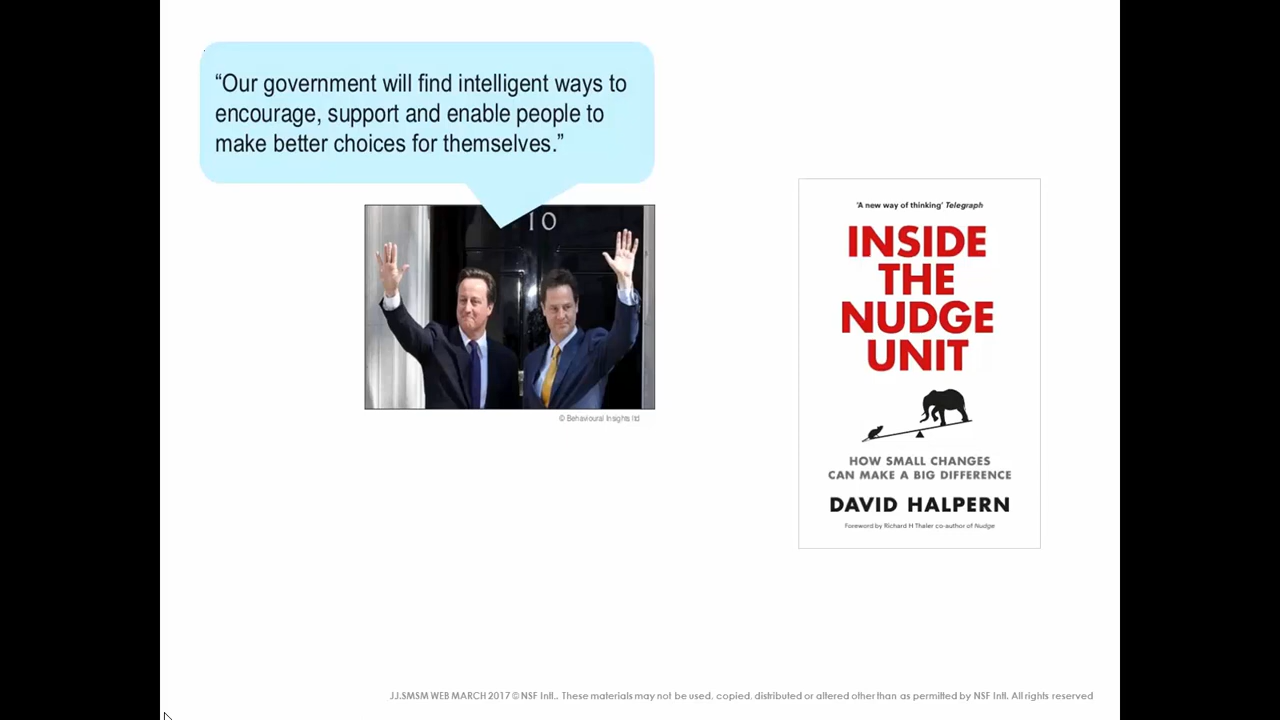 “Our government will find intelligent ways to
encourage, support and enable people to
make better choices for themselves.”
10
© Behavioural Insights ltd
‘A new way of thinking’ Telegraph
INSIDE
THE
NUDGE
UNIT
HOW SMALL CHANGES
CAN MAKE A BIG DIFFERENCE
DAVID HALPERN
Foreword by Richard H Thaler co-author of Nudge
JJ.SMSM WEB MARCH 2017 © NSF Intl.. These materials may not be used, copied, distributed or altered other than as permitted by NSF Intl. All rights reserved